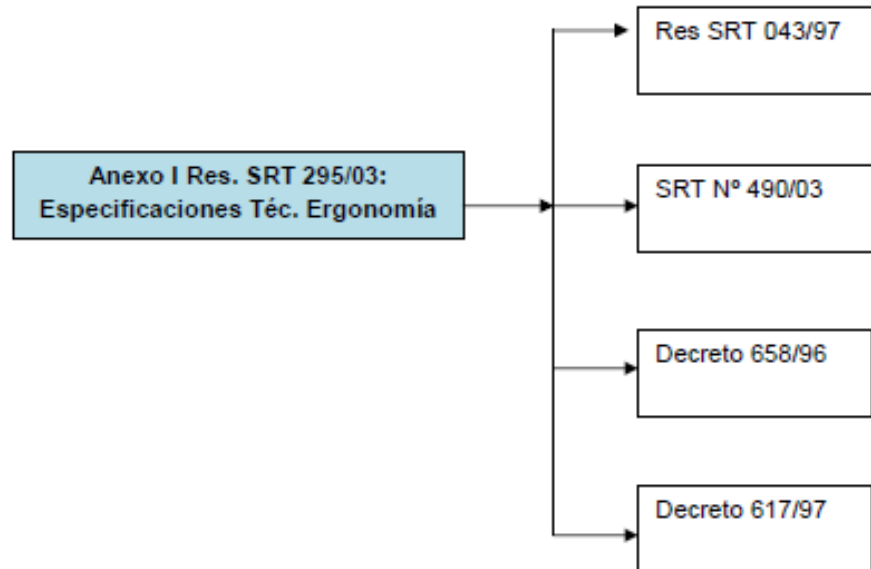 Res SRT 043/97
Anexo I Res. SRT 295/03:
Especificaciones Téc. Ergonomía
SRT Nº 490/03
Decreto 658/96
Decreto 617/97